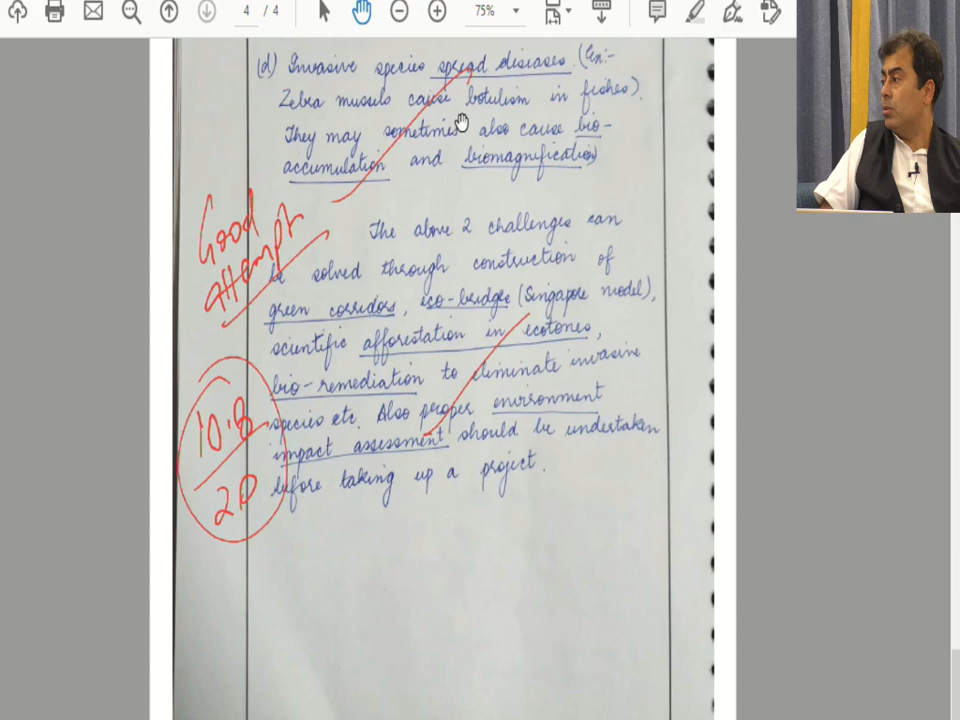 4 / 4
75%
(d) Invasive species spread diseases. (Ex:-
Zebra musuls cause botulism in fishes).
They may sometimes also cause bio-
accumulation and biomagnification
Good
attempt
The above 2 challenges can
be solved through construction of
green corridors, eco-bridge (Singapore model),
scientific afforestation in ecotones,
bio-remediation to eliminate invasive
species etc. Also proper environment
impact assessment should be undertaken
before taking up a project.
10.8
20